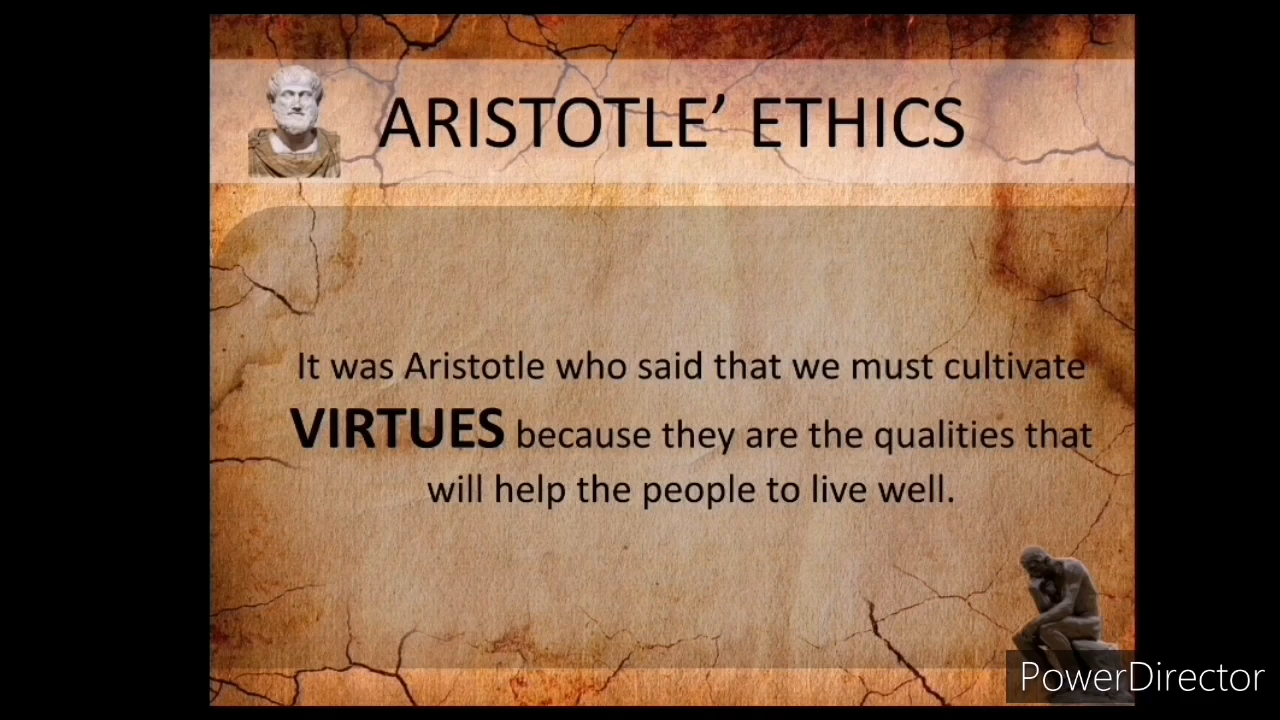 ARISTOTLE’ ETHICS
It was Aristotle who said that we must cultivate
VIRTUES because they are the qualities that
will help the people to live well.
PowerDirector